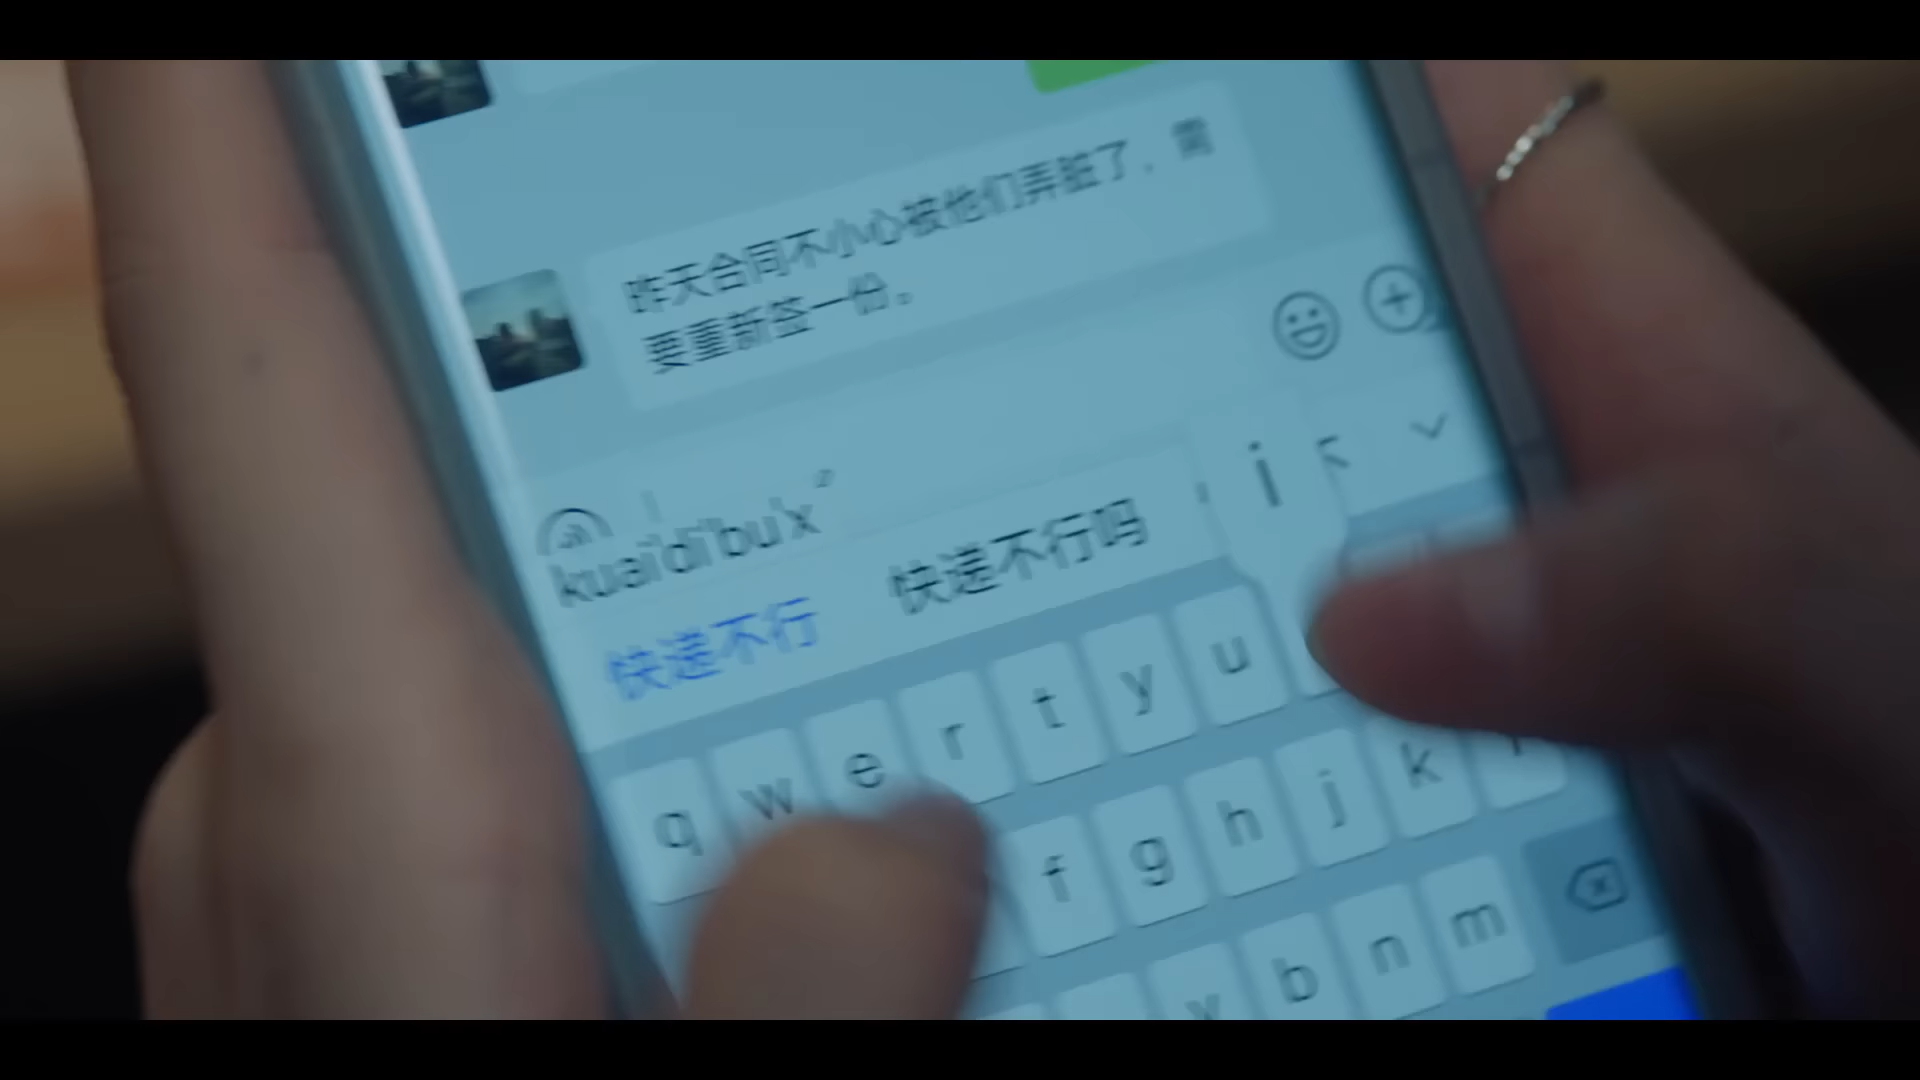 昨天合同不小心被他们弄脏了，需
要重新签一份。
kuai'di'bu'x
快递不行 快递不行吗
i
q w e r t y u
f g h j k l
v b n m